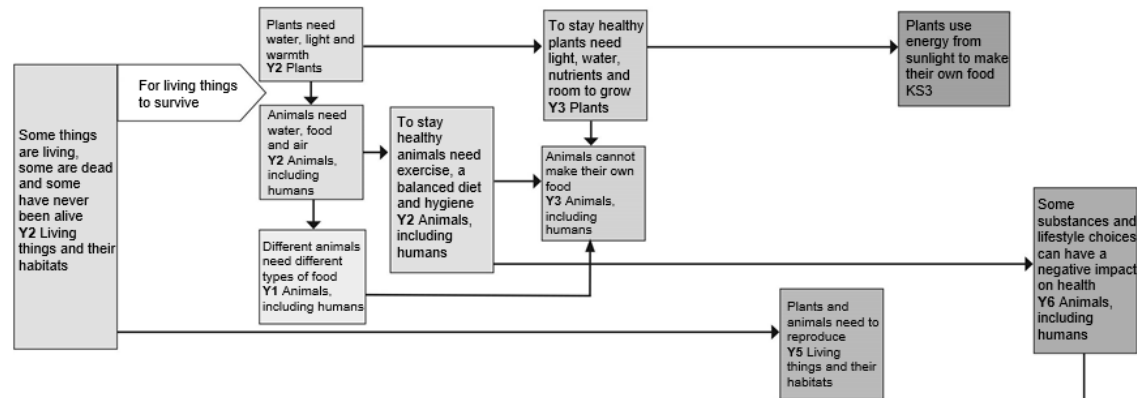 Some things
are living,
some are dead
and some
have never
been alive
Y2 Living
things and their
habitats
For living things
to survive
Plants need
water, light and
warmth
Y2 Plants
Animals need
water, food
and air
Y2 Animals,
including
humans
Different animals
need different
types of food
Y1 Animals,
including humans
To stay
healthy
animals need
exercise, a
balanced diet
and hygiene
Y2 Animals,
including
humans
To stay healthy
plants need
light, water,
nutrients and
room to grow
Y3 Plants
Animals cannot
make their own
food
Y3 Animals,
including
humans
Plants and
animals need to
reproduce
Y5 Living
things and their
habitats
Plants use
energy from
sunlight to make
their own food
KS3
Some
substances and
lifestyle choices
can have a
negative impact
on health
Y6 Animals,
including
humans